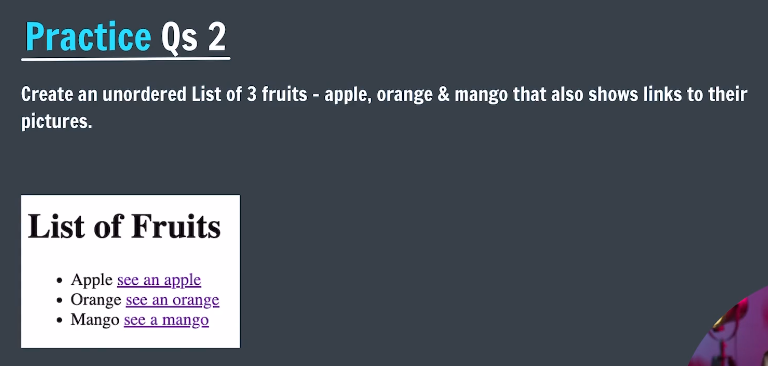 Practice Qs 2
Create an unordered List of 3 fruits - apple, orange & mango that also shows links to their
pictures.
List of Fruits
• Apple see an apple
• Orange see an orange
• Mango see a mango